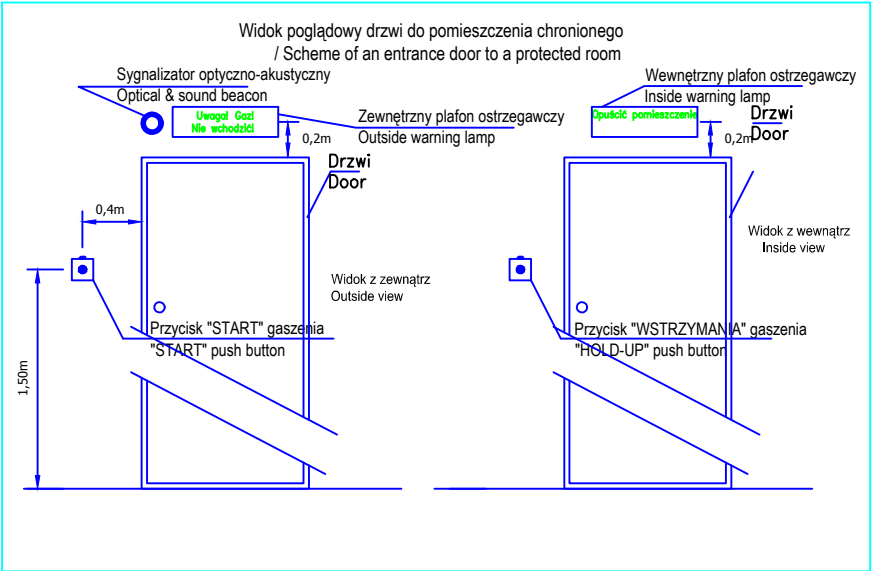 Widok poglądowy drzwi do pomieszczenia chronionego
/ Scheme of an entrance door to a protected room
Sygnalizator optyczno-akustyczny
Optical & sound beacon
Uwaga! Gaz!
Nie wchodzić!
Zewnętrzny plafon ostrzegawczy
Outside warning lamp
0,2m
Drzwi
Door
0,4m
Widok z zewnątrz
Outside view
Przycisk "START" gaszenia
"START" push button
1,50m
Wewnętrzny plafon ostrzegawczy
Inside warning lamp
Opuścić pomieszczenie
Drzwi
Door
0,2m
Widok z wewnątrz
Inside view
Przycisk "WSTRZYMANIA" gaszenia
"HOLD-UP" push button